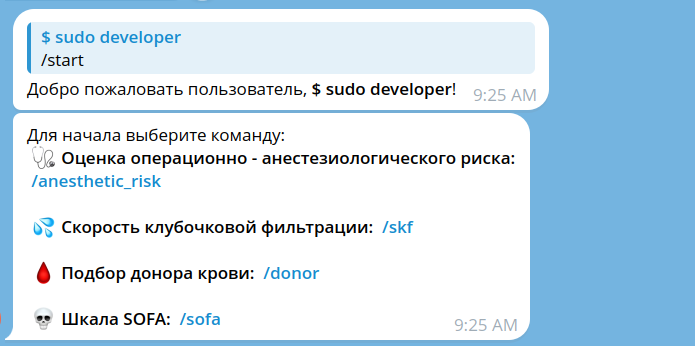 $ sudo developer
/start
Добро пожаловать пользователь, $ sudo developer!
9:25 AM
Для начала выберите команду:
🩺 Оценка операционно - анестезиологического риска:
/anesthetic_risk
💦 Скорость клубочковой фильтрации: /skf
🩸 Подбор донора крови: /donor
💀 Шкала SOFA: /sofa
9:25 AM